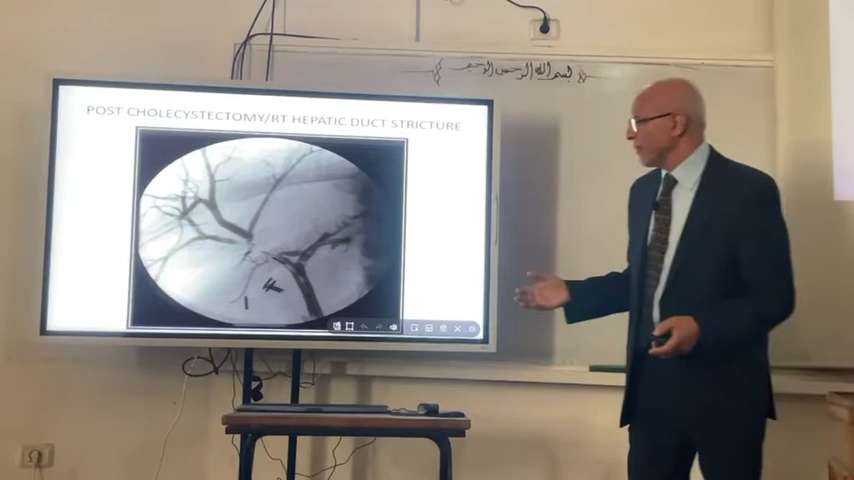 بسم الله الرحمن الرحيم
POST CHOLECYSTECTOMY/RT HEPATIC DUCT STRICTURE